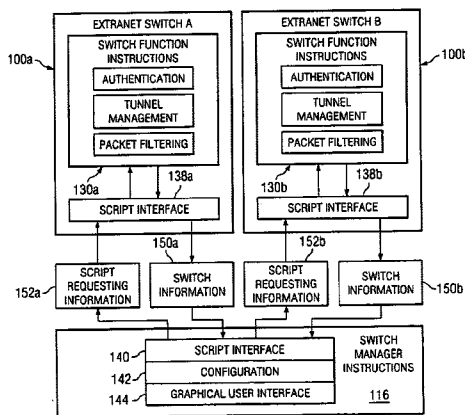 EXTRANET SWITCH A
SWITCH FUNCTION
INSTRUCTIONS
AUTHENTICATION
TUNNEL
MANAGEMENT
PACKET FILTERING
100a
130a
138a
SCRIPT INTERFACE
EXTRANET SWITCH B
SWITCH FUNCTION
INSTRUCTIONS
AUTHENTICATION
TUNNEL
MANAGEMENT
PACKET FILTERING
100b
130b
138b
SCRIPT INTERFACE
152a
SCRIPT
REQUESTING
INFORMATION
150a
SWITCH
INFORMATION
152b
SCRIPT
REQUESTING
INFORMATION
SWITCH
INFORMATION
150b
140
SCRIPT INTERFACE
142
CONFIGURATION
144
GRAPHICAL USER INTERFACE
SWITCH
MANAGER
INSTRUCTIONS
116